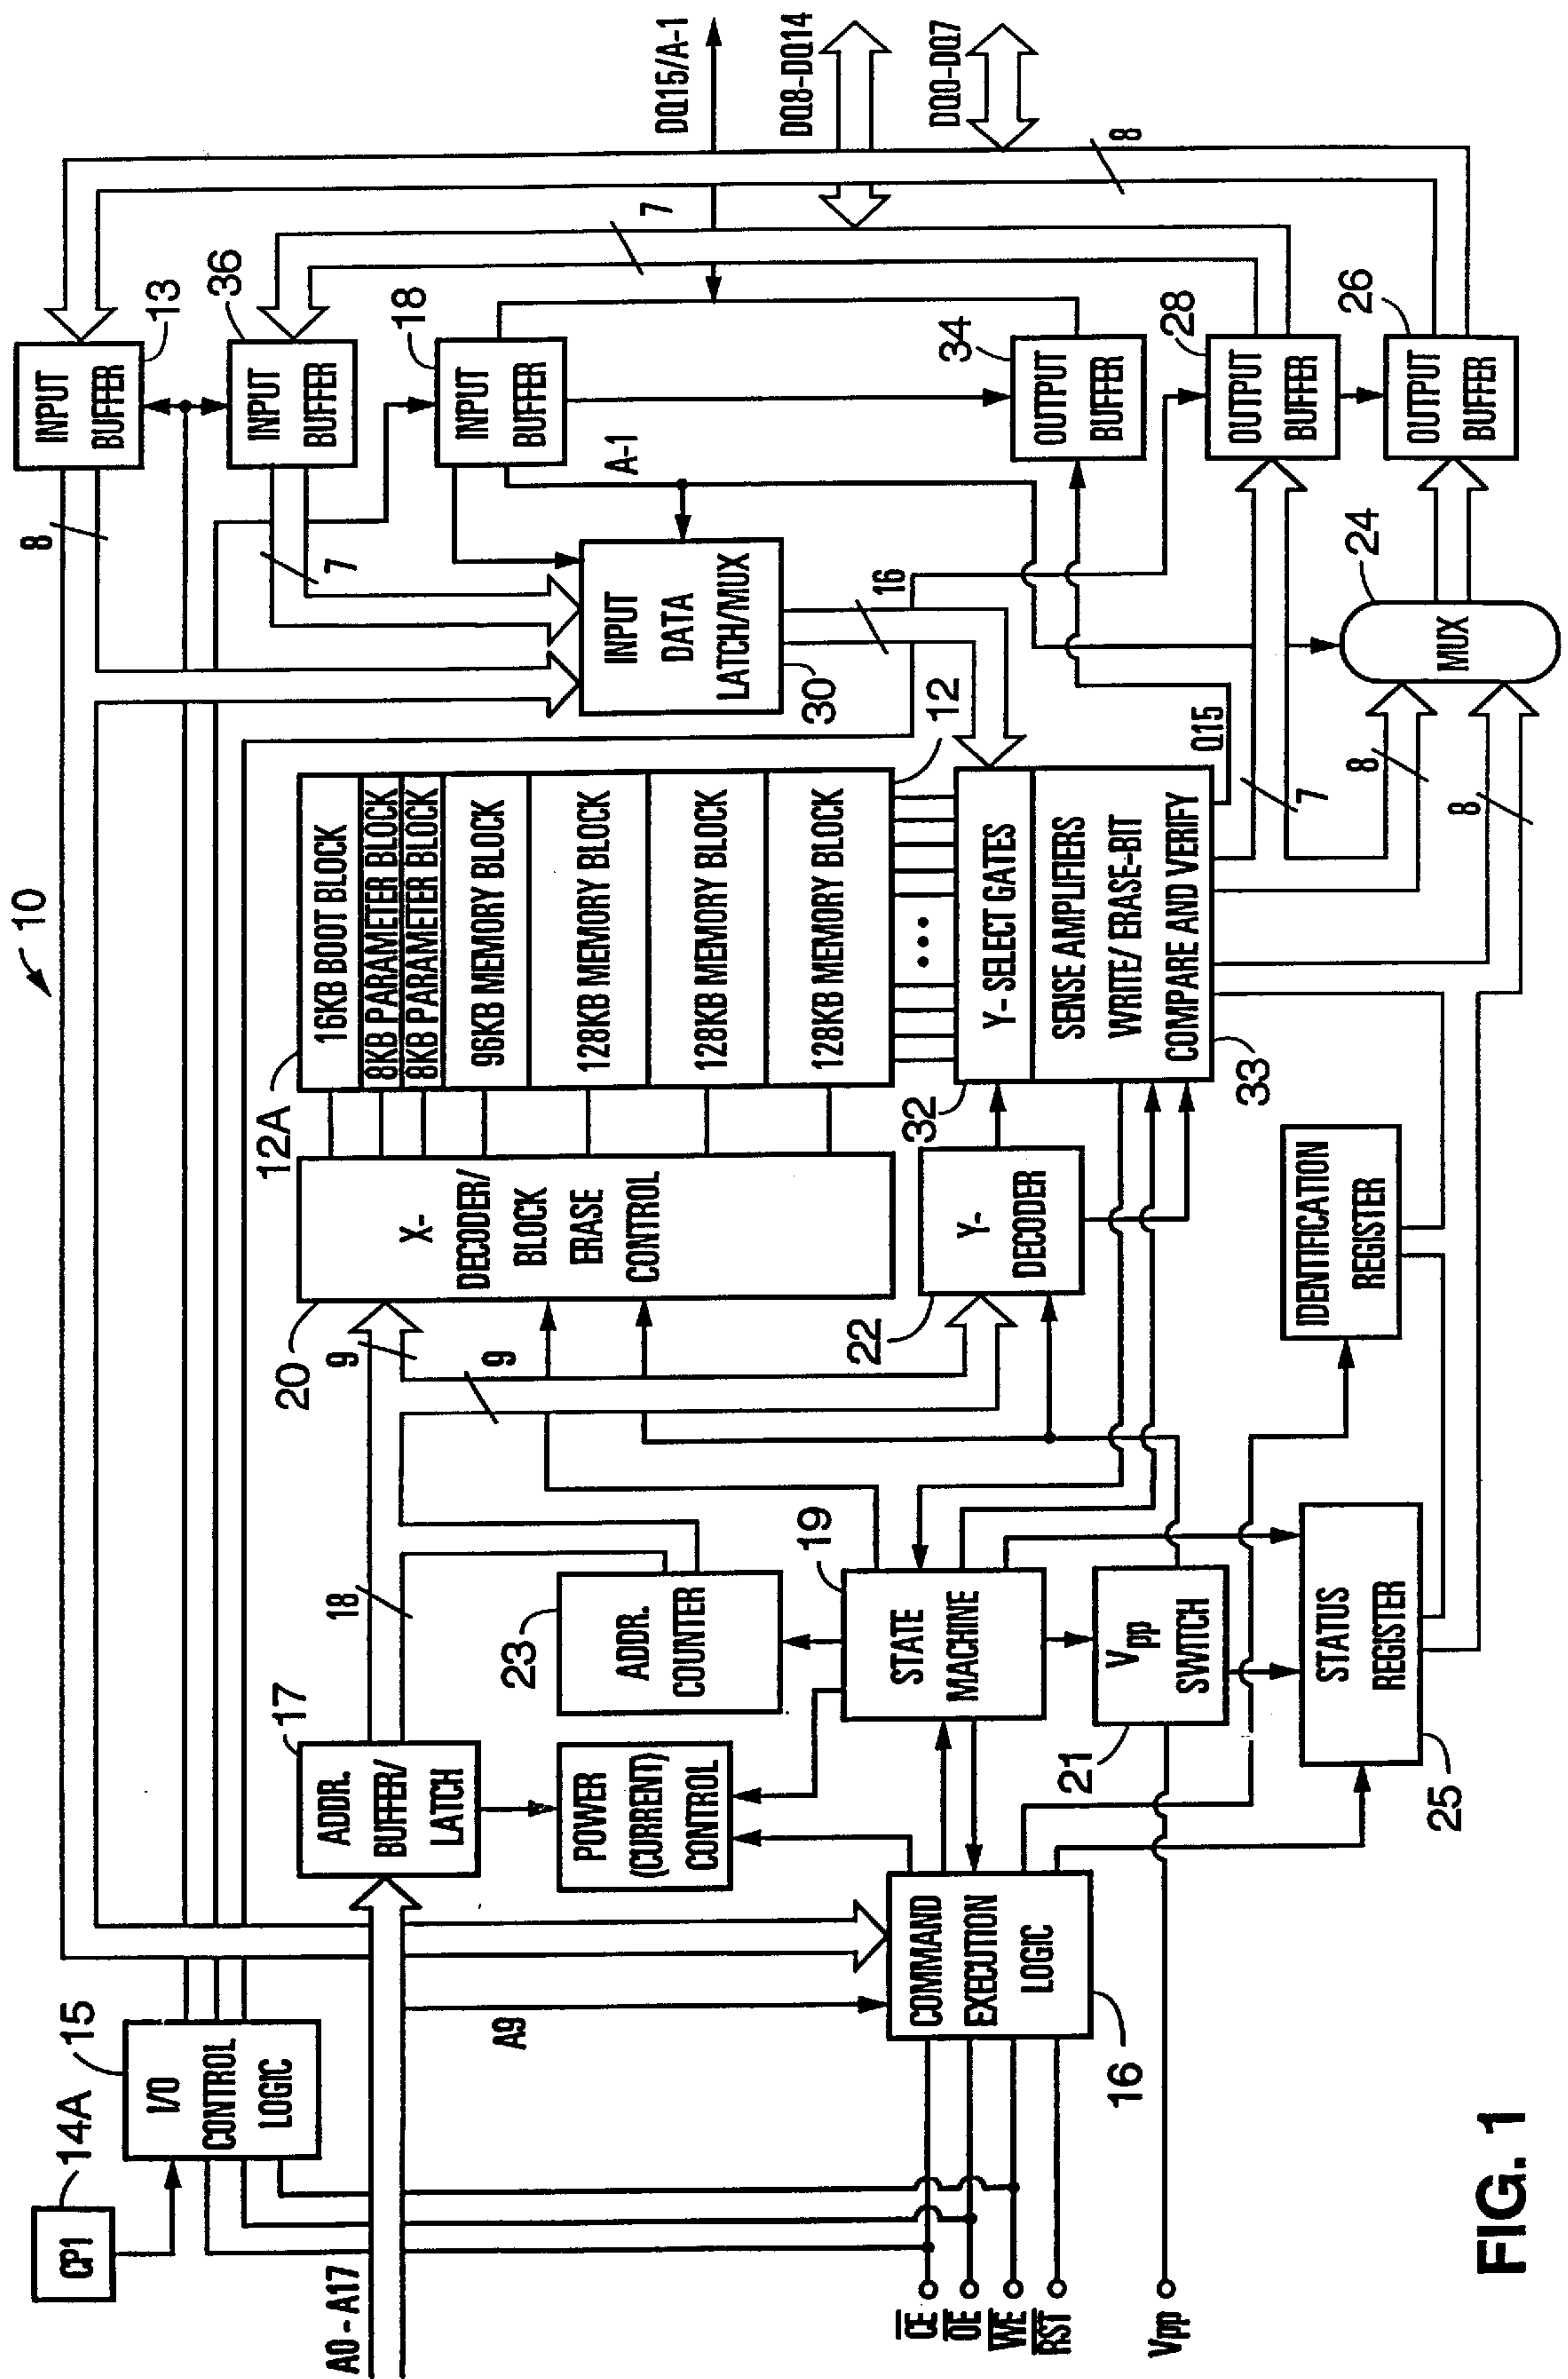 10
CP1
14A
I/O
CONTROL
LOGIC
15
8
INPUT
BUFFER
13
INPUT
BUFFER
36
7
7
INPUT
BUFFER
18
A-1
DQ15/A-1
DQ8-DQ14
DQ0-DQ7
8
A0 - A17
A9
ADDR.
BUFFER/
LATCH
17
18
9
9
POWER
(CURRENT)
CONTROL
ADDR.
COUNTER
23
X-
DECODER/
BLOCK
ERASE
CONTROL
20
12A
16KB BOOT BLOCK
8KB PARAMETER BLOCK
8KB PARAMETER BLOCK
96KB MEMORY BLOCK
128KB MEMORY BLOCK
128KB MEMORY BLOCK
128KB MEMORY BLOCK
12
INPUT
DATA
LATCH/MUX
30
16
OUTPUT
BUFFER
34
COMMAND
EXECUTION
LOGIC
16
STATE
MACHINE
19
Y-
DECODER
22
Y- SELECT GATES
32
SENSE AMPLIFIERS
WRITE/ ERASE-BIT
COMPARE AND VERIFY
33
Q15
7
8
8
OUTPUT
BUFFER
28
OUTPUT
BUFFER
26
MUX
24
CE
OE
WE
RST
Vpp
Vpp
SWITCH
21
STATUS
REGISTER
25
IDENTIFICATION
REGISTER
FIG. 1